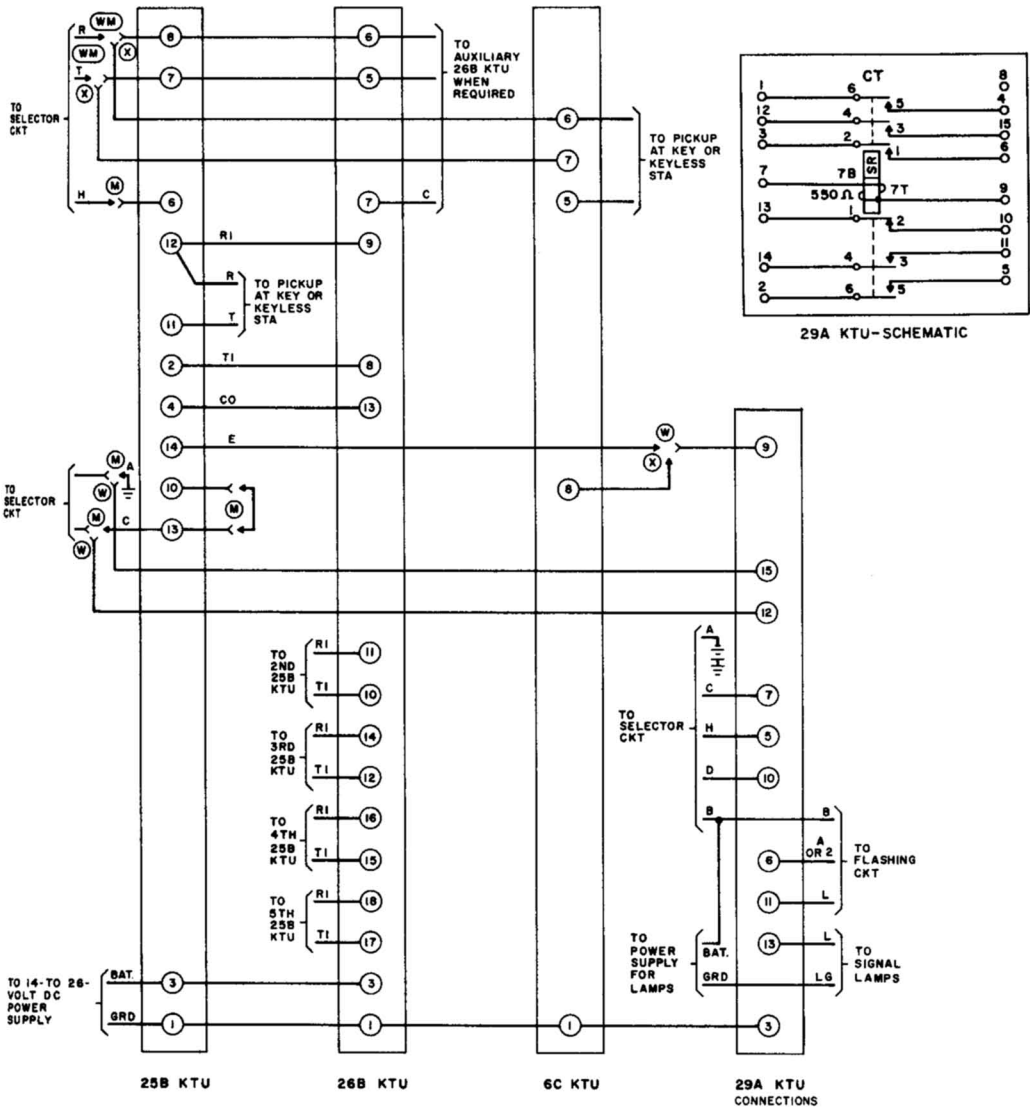 R WM
8 6
WM X
T
X
7 5
TO
AUXILIARY
26B KTU
WHEN
REQUIRED
TO
SELECTOR
CKT
6
7
TO PICKUP
AT KEY OR
KEYLESS
STA
H M
6 7 C 5
12 R1 9
R
TO PICKUP
AT KEY OR
KEYLESS
STA
11 T
2 T1 8
4 CO 13
14 E W 9
X
8
TO
SELECTOR
CKT
M A
W
10
M
M C 13
W
15
12
TO
2ND
25B
KTU
R1 11
T1 10
TO
3RD
25B
KTU
R1 14
T1 12
TO
4TH
25B
KTU
R1 16
T1 15
TO
5TH
25B
KTU
R1 18
T1 17
TO
SELECTOR
CKT
A
C 7
H 5
D 10
B B
A
OR 2
6
11 L
TO
FLASHING
CKT
TO
POWER
SUPPLY
FOR
LAMPS
BAT.
GRD
13 L
LG
TO
SIGNAL
LAMPS
TO 14-TO 26-
VOLT DC
POWER
SUPPLY
BAT. 3 3
GRD 1 1 1 3
25B KTU
26B KTU
6C KTU
29A KTU
CONNECTIONS
CT
1 6 5 8
4
12 4 3 15
3 2 1 6
SR
7 7B 7T 9
550 Ω
13 1 2 10
11
14 4 3
5
2 6 5
29A KTU-SCHEMATIC